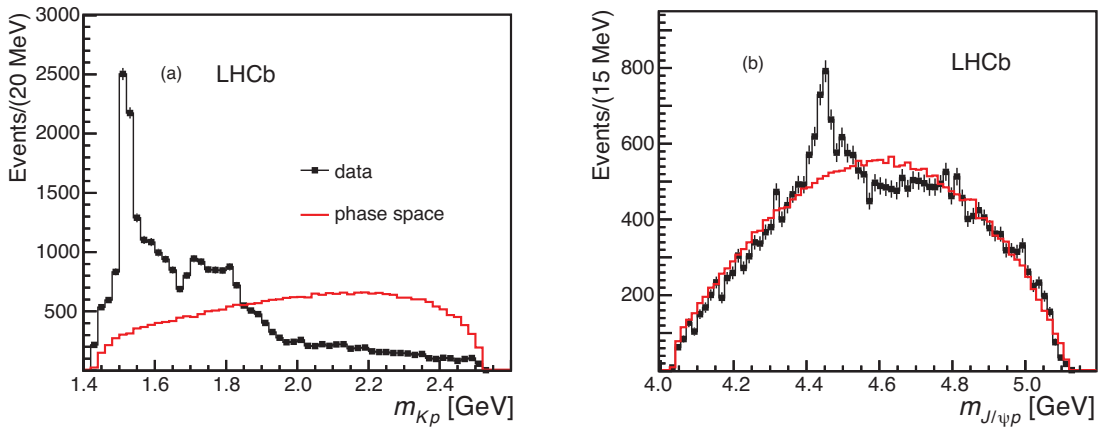 Events/(20 MeV)
3000
2500
2000
1500
1000
500
(a) LHCb
data
phase space
1.4 1.6 1.8 2.0 2.2 2.4
m_{Kp} [GeV]
Events/(15 MeV)
800
600
400
200
(b) LHCb
4.0 4.2 4.4 4.6 4.8 5.0
m_{J/ψp} [GeV]